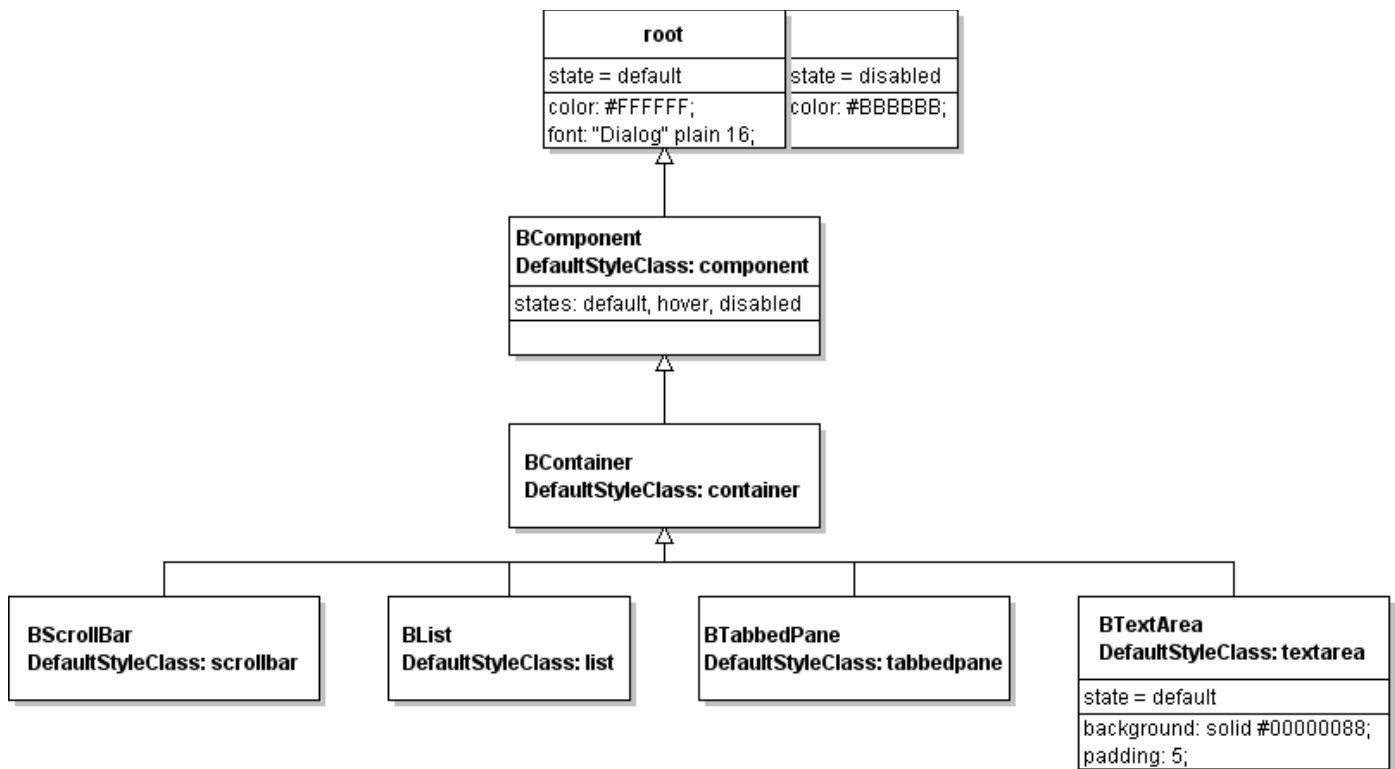 root
state = default
state = disabled
color: #FFFFFF;
color: #BBBBBB;
font: "Dialog" plain 16;
BComponent
DefaultStyleClass: component
states: default, hover, disabled
BContainer
DefaultStyleClass: container
BScrollBar
DefaultStyleClass: scrollbar
BList
DefaultStyleClass: list
BTabbedPane
DefaultStyleClass: tabbedpane
BTextArea
DefaultStyleClass: textarea
state = default
background: solid #00000088;
padding: 5;